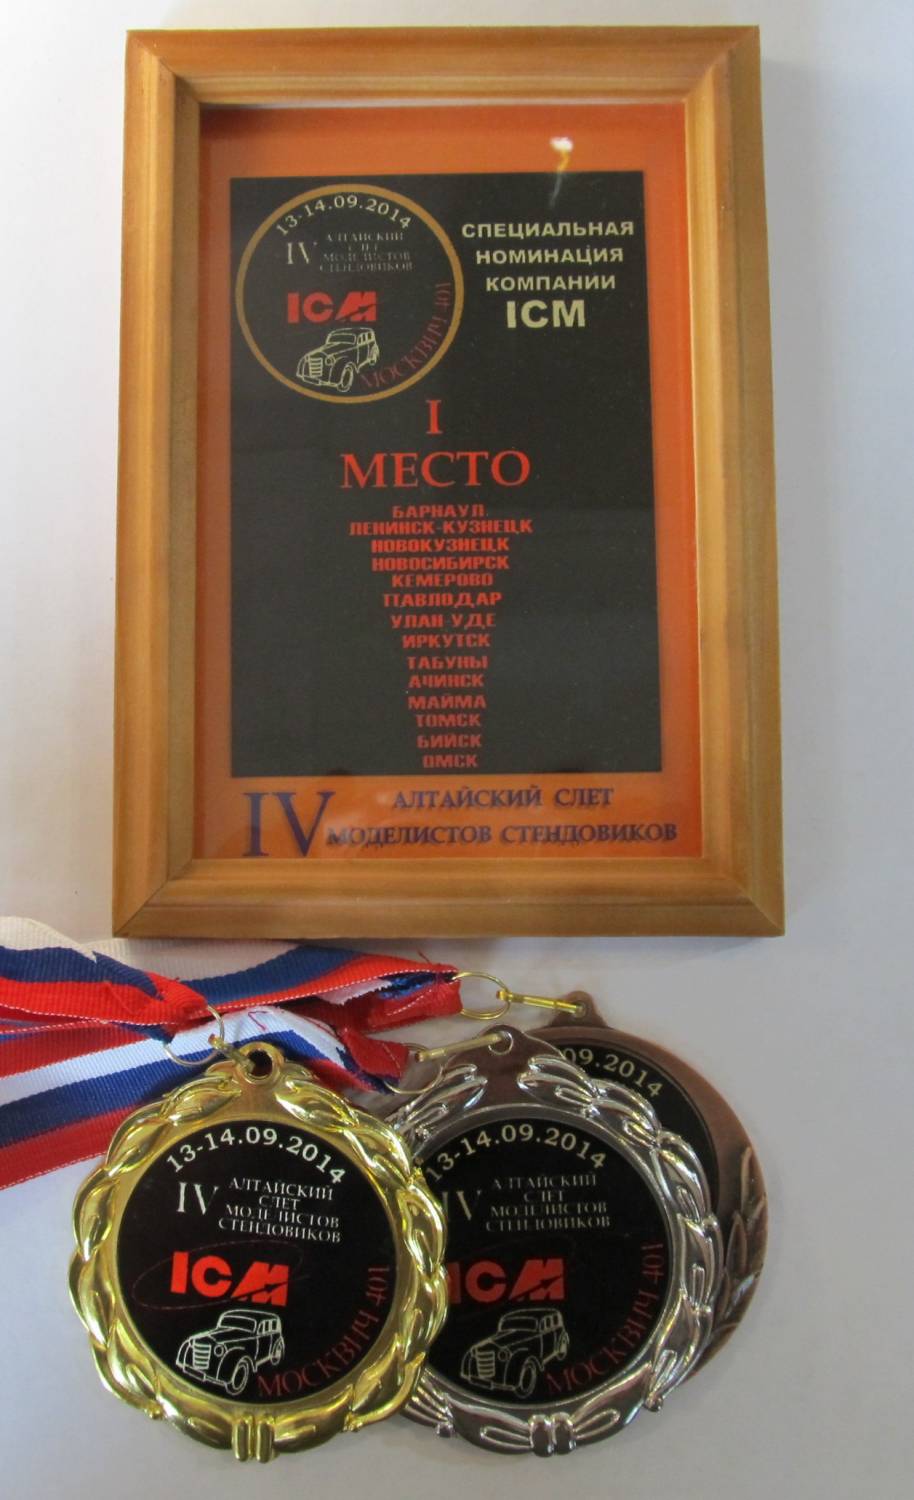 13-14.09.2014
IV АЛТАЙСКИЙ
СЛЕТ
МОДЕЛИСТОВ
СТЕНДОВИКОВ
ICM
МОСКВИЧ 401
СПЕЦИАЛЬНАЯ
НОМИНАЦИЯ
КОМПАНИИ
ICM
I
МЕСТО
БАРНАУЛ
ЛЕНИНСК-КУЗНЕЦК
НОВОКУЗНЕЦК
НОВОСИБИРСК
КЕМЕРОВО
ПАВЛОДАР
УЛАН-УДЕ
ИРКУТСК
ТАБУНЫ
АЧИНСК
МАЙМА
ТОМСК
БИЙСК
ОМСК
IV АЛТАЙСКИЙ СЛЕТ
МОДЕЛИСТОВ СТЕНДОВИКОВ
13-14.09.2014
IV АЛТАЙСКИЙ
СЛЕТ
МОДЕЛИСТОВ
СТЕНДОВИКОВ
ICM
МОСКВИЧ 401
13-14.09.2014
IV АЛТАЙСКИЙ
СЛЕТ
МОДЕЛИСТОВ
СТЕНДОВИКОВ
ICM
МОСКВИЧ 401
09.2014